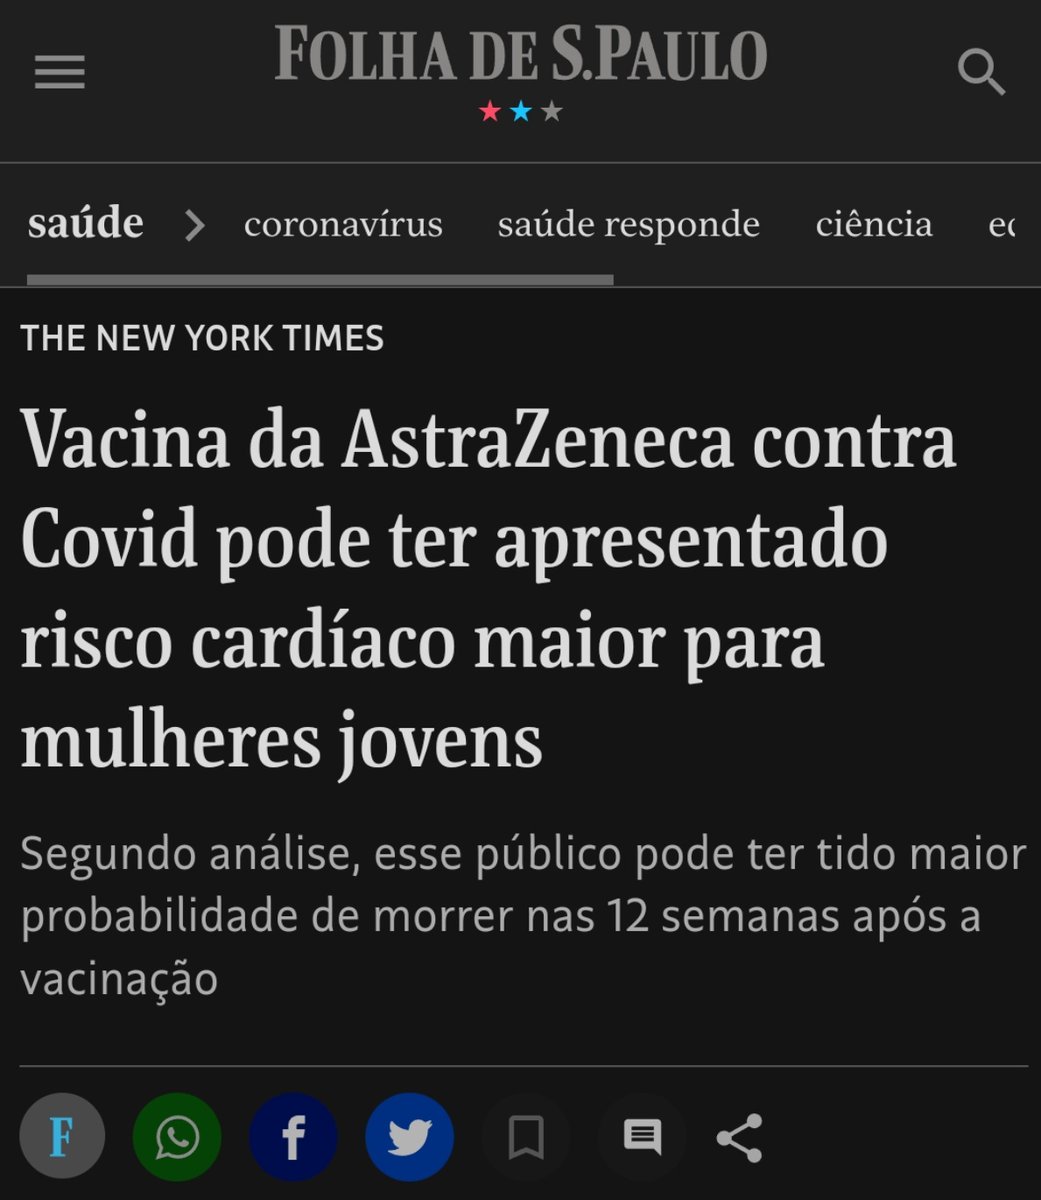 FOLHA DE S.PAULO
saúde coronavírus saúde responde ciência
THE NEW YORK TIMES
Vacina da AstraZeneca contra
Covid pode ter apresentado
risco cardíaco maior para
mulheres jovens
Segundo análise, esse público pode ter tido maior
probabilidade de morrer nas 12 semanas após a
vacinação
F